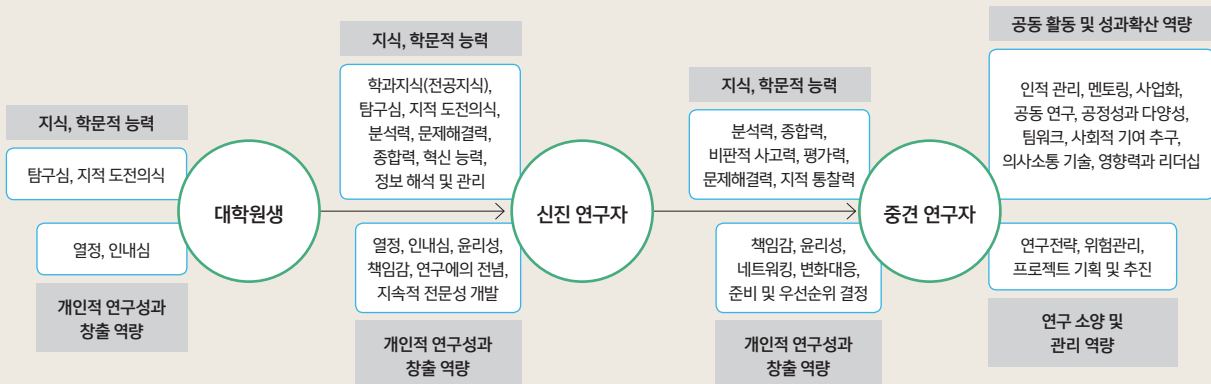 지식, 학문적 능력
탐구심, 지적 도전의식
열정, 인내심
개인적 연구성과
창출 역량
대학원생
지식, 학문적 능력
학과지식(전공지식),
탐구심, 지적 도전의식,
분석력, 문제해결력,
종합력, 혁신 능력,
정보 해석 및 관리
열정, 인내심, 윤리성,
책임감, 연구에의 전념,
지속적 전문성 개발
개인적 연구성과
창출 역량
신진 연구자
지식, 학문적 능력
분석력, 종합력,
비판적 사고력, 평가력,
문제해결력, 지적 통찰력
책임감, 윤리성,
네트워킹, 변화대응,
준비 및 우선순위 결정
개인적 연구성과
창출 역량
중견 연구자
공동 활동 및 성과확산 역량
인적 관리, 멘토링, 사업화,
공동 연구, 공정성과 다양성,
팀워크, 사회적 기여 추구,
의사소통 기술, 영향력과 리더십
연구전략, 위험관리,
프로젝트 기획 및 추진
연구 소양 및
관리 역량